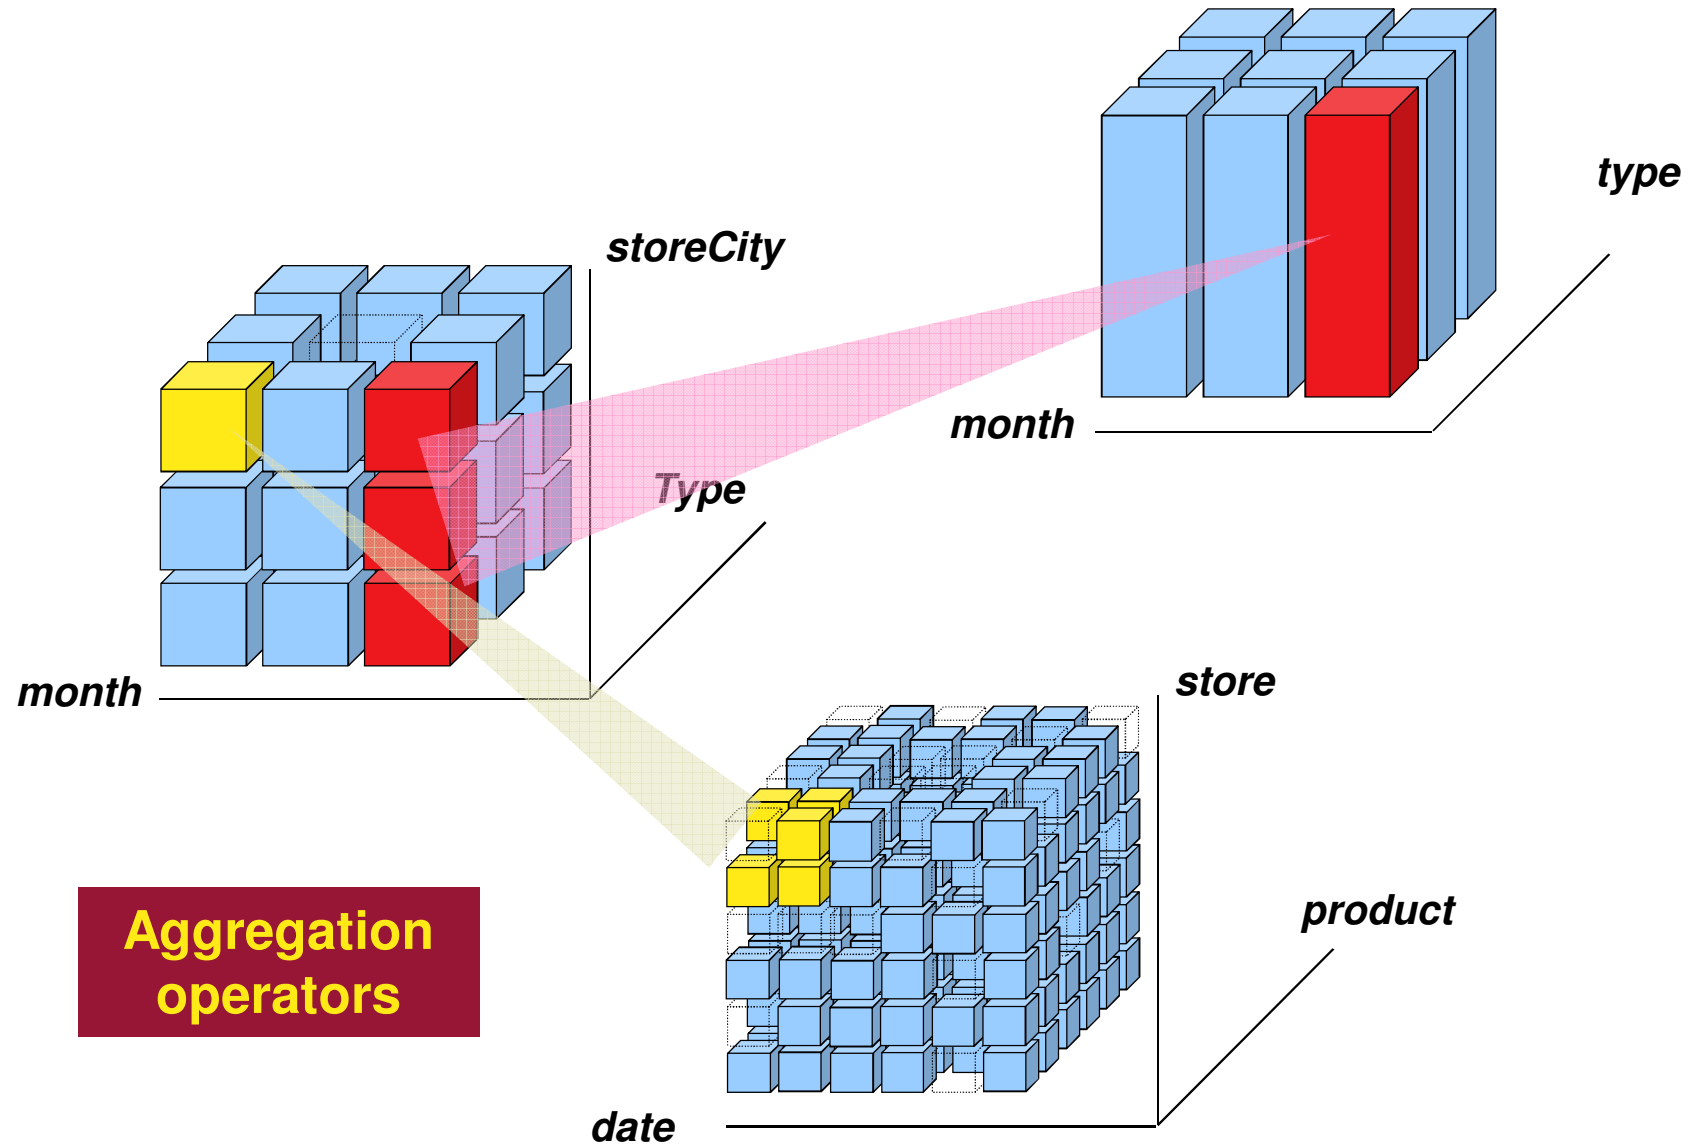 type
storeCity
month
Type
month
store
product
Aggregation
operators
date